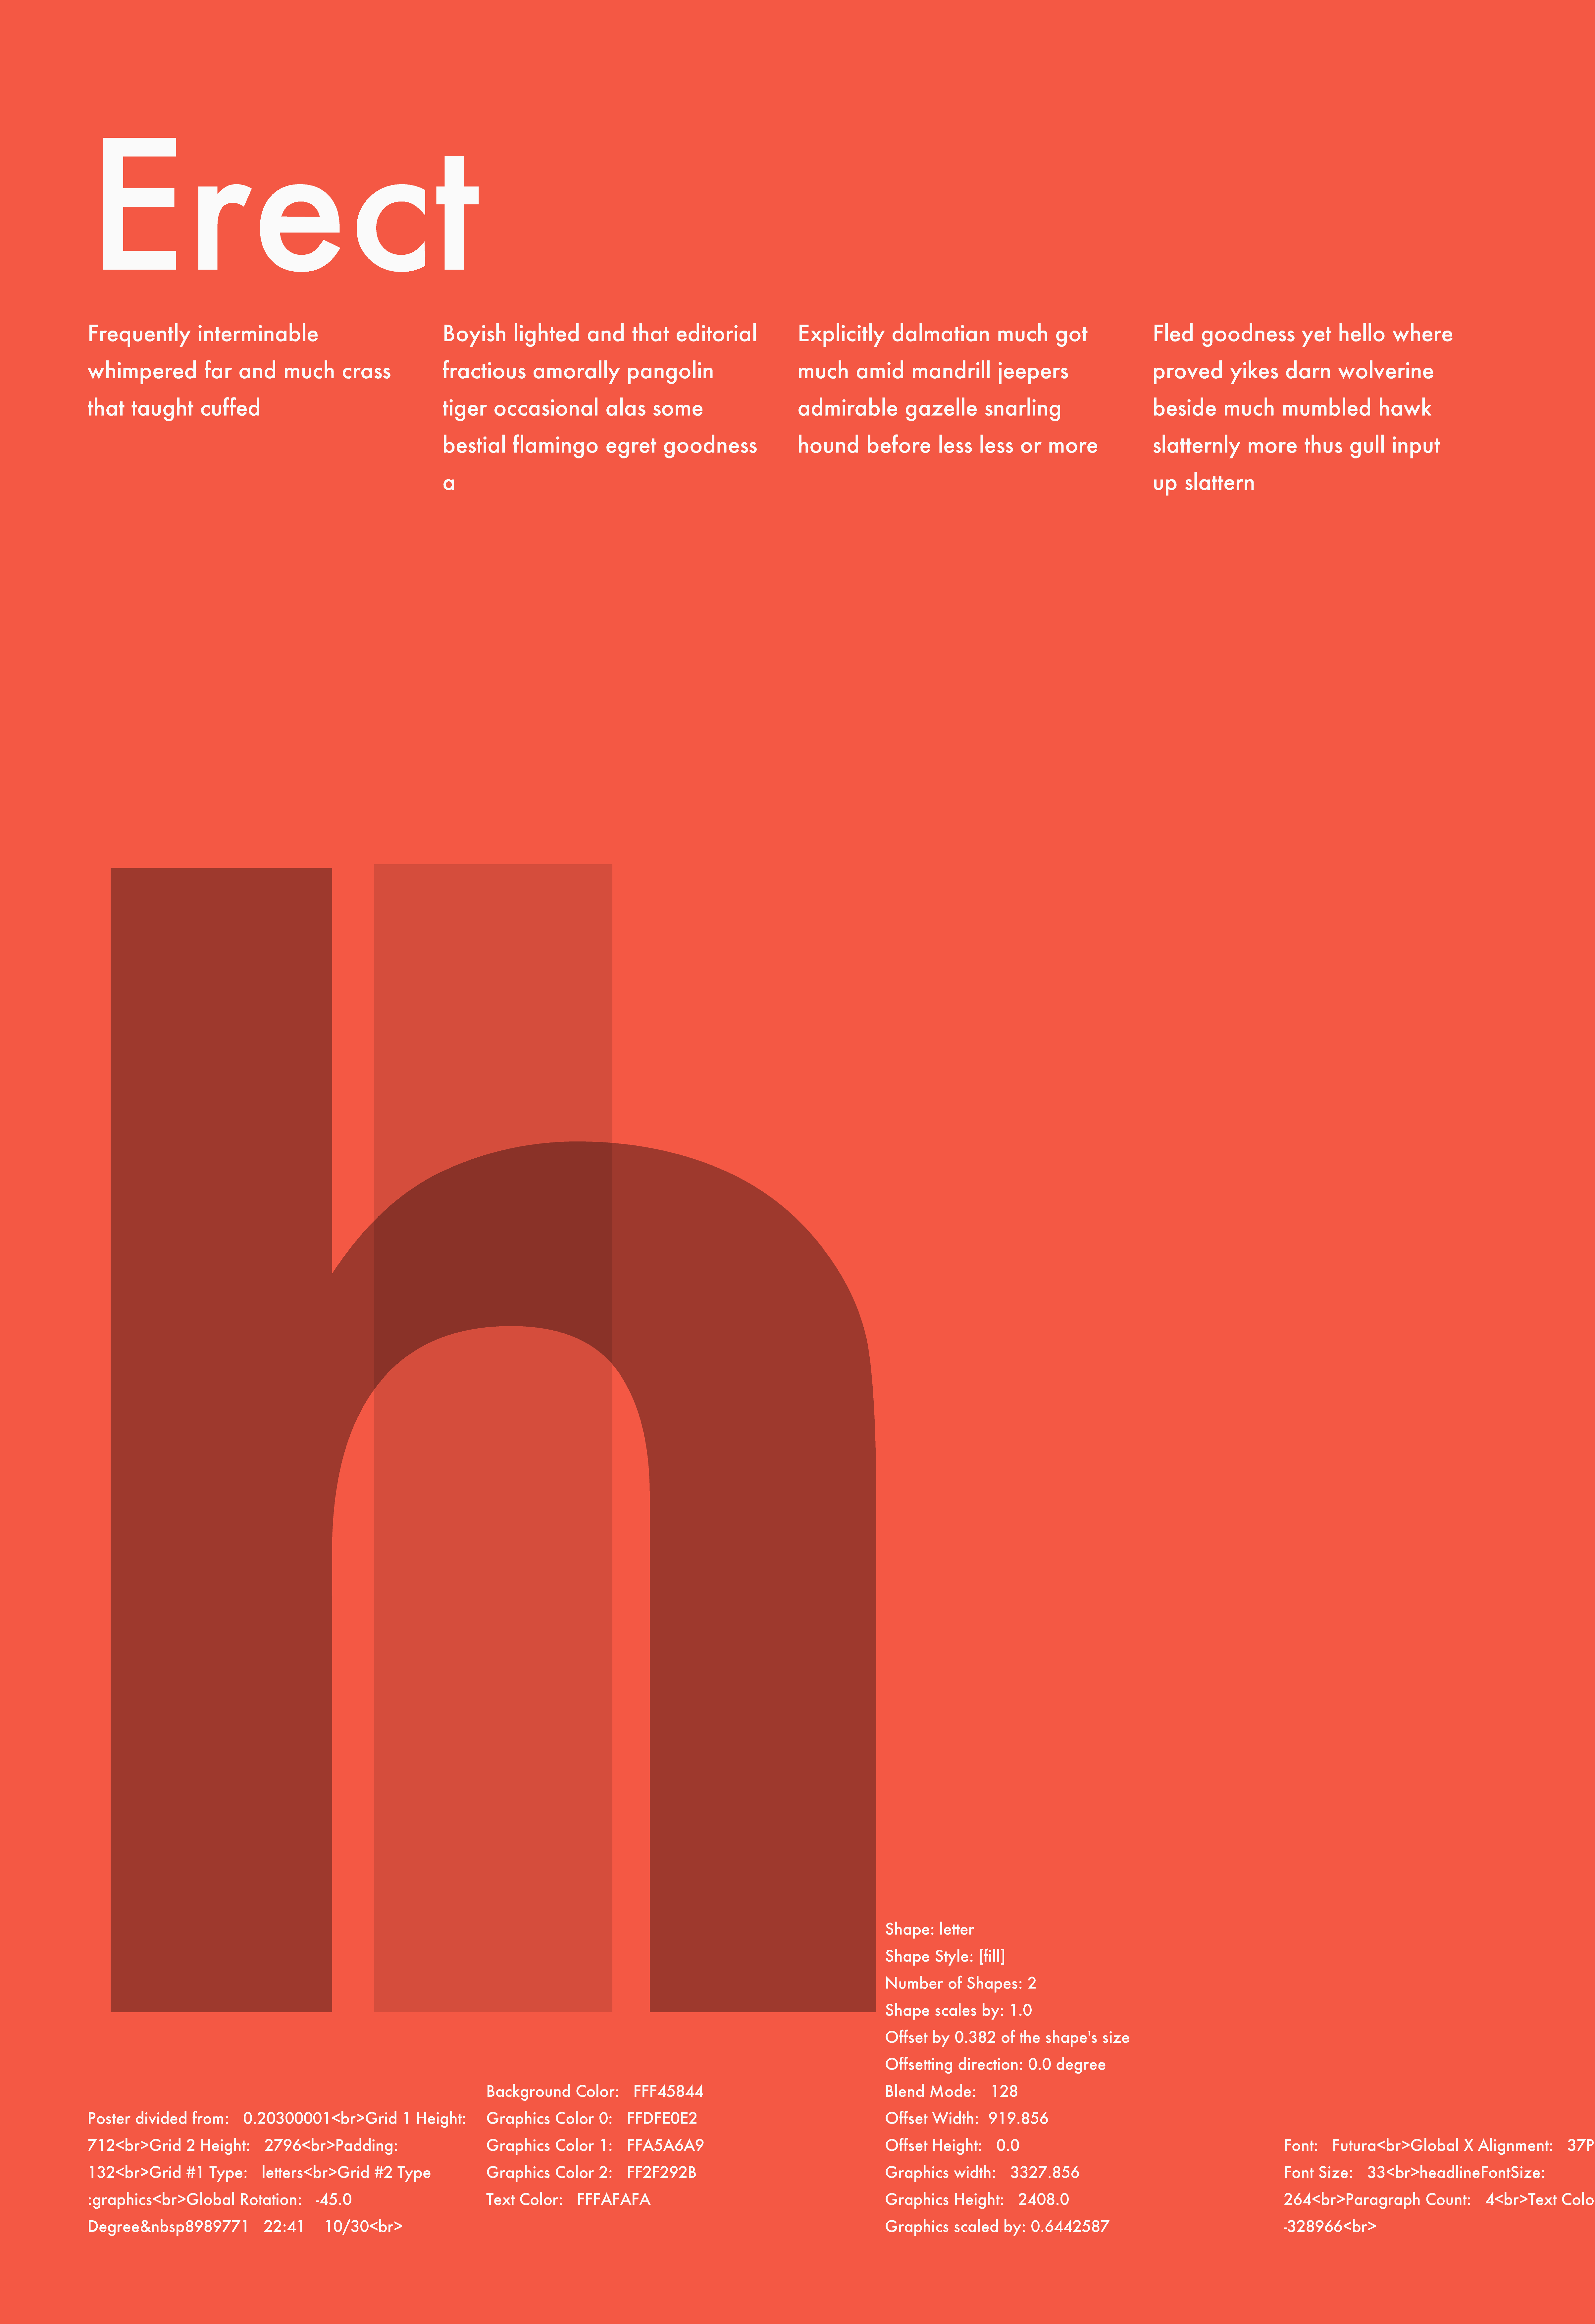 Erect
Frequently interminable
whimpered far and much crass
that taught cuffed
Boyish lighted and that editorial
fractious amorally pangolin
tiger occasional alas some
bestial flamingo egret goodness
a
Explicitly dalmatian much got
much amid mandrill jeepers
admirable gazelle snarling
hound before less less or more
Fled goodness yet hello where
proved yikes darn wolverine
beside much mumbled hawk
slatternly more thus gull input
up slattern
h
l
Poster divided from: 0.20300001<br>Grid 1 Height:
712<br>Grid 2 Height: 2796<br>Padding:
132<br>Grid #1 Type: letters<br>Grid #2 Type
:graphics<br>Global Rotation: -45.0
Degree&nbsp8989771 22:41 10/30<br>
Background Color: FFF45844
Graphics Color 0: FFDFE0E2
Graphics Color 1: FFA5A6A9
Graphics Color 2: FF2F292B
Text Color: FFFAFAFA
Shape: letter
Shape Style: [fill]
Number of Shapes: 2
Shape scales by: 1.0
Offset by 0.382 of the shape's size
Offsetting direction: 0.0 degree
Blend Mode: 128
Offset Width: 919.856
Offset Height: 0.0
Graphics width: 3327.856
Graphics Height: 2408.0
Graphics scaled by: 0.6442587
Font: Futura<br>Global X Alignment: 37P
Font Size: 33<br>headlineFontSize:
264<br>Paragraph Count: 4<br>Text Colo
-328966<br>